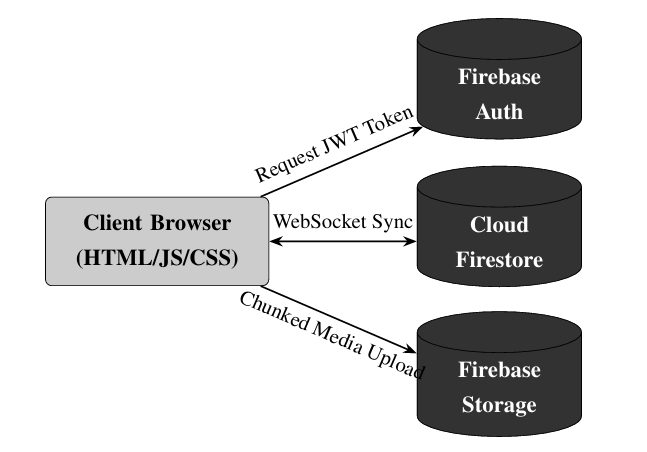 Firebase
Auth
Request JWT Token
Client Browser
(HTML/JS/CSS)
WebSocket Sync
Cloud
Firestore
Chunked Media Upload
Firebase
Storage